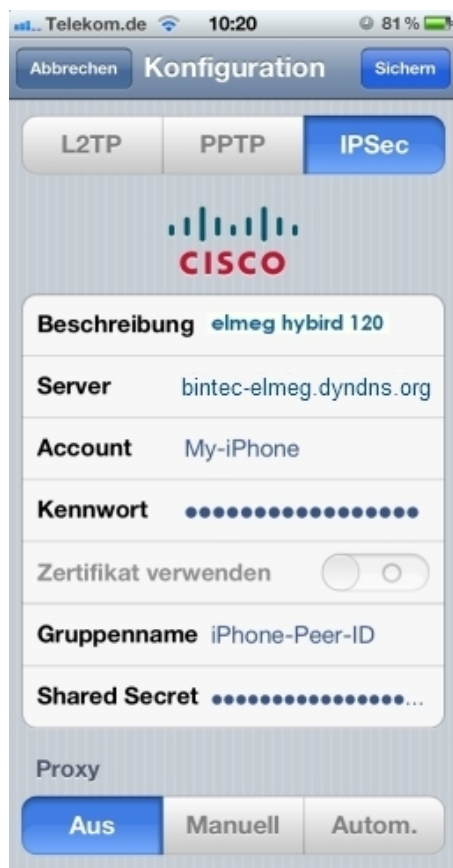 Telekom.de 10:20 81 %
Abbrechen Konfiguration Sichern
L2TP PPTP IPSec
CISCO
Beschreibung elmeg hybird 120
Server bintec-elmeg.dyndns.org
Account My-iPhone
Kennwort ●●●●●●●●●●●●●●●●●
Zertifikat verwenden
Gruppenname iPhone-Peer-ID
Shared Secret ●●●●●●●●●●●●●●●●...
Proxy
Aus Manuell Autom.